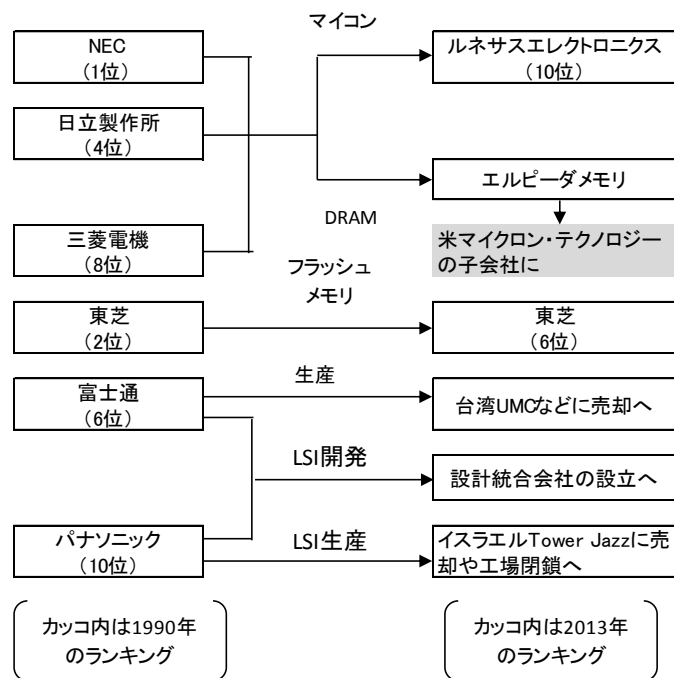 マイコン
NEC
（1位）
ルネサスエレクトロニクス
（10位）
日立製作所
（4位）
エルピーダメモリ
DRAM
三菱電機
（8位）
米マイクロン・テクノロジー
の子会社に
フラッシュ
メモリ
東芝
（2位）
東芝
（6位）
生産
富士通
（6位）
台湾UMCなどに売却へ
LSI開発
設計統合会社の設立へ
パナソニック
（10位）
LSI生産
イスラエルTower Jazzに売
却や工場閉鎖へ
カッコ内は1990年
のランキング
カッコ内は2013年
のランキング